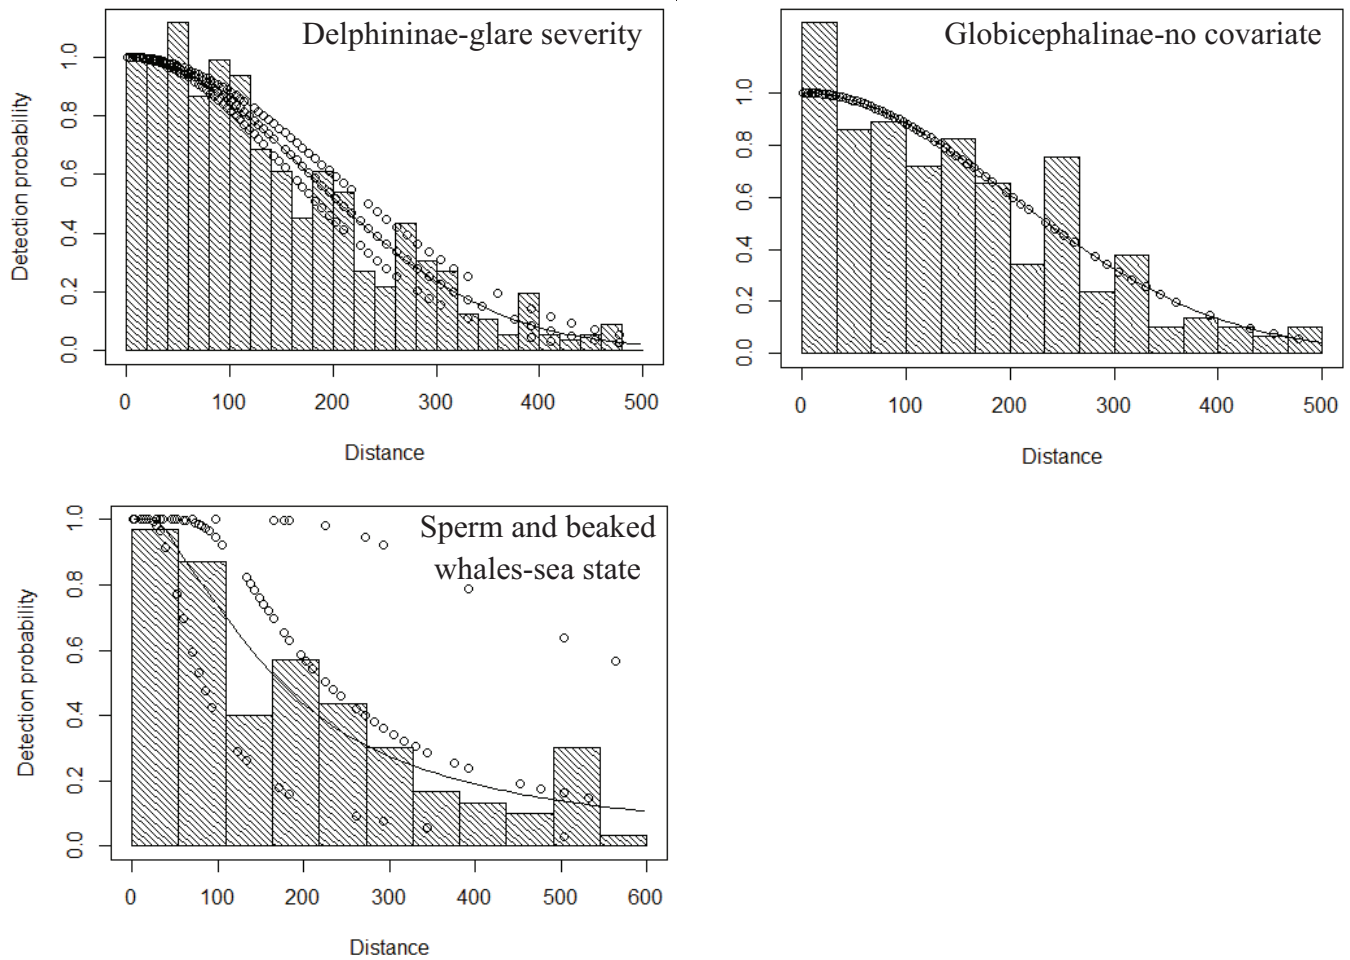 Delphininae-glare severity
Detection probability
0.0 0.2 0.4 0.6 0.8 1.0
0 100 200 300 400 500
Distance
Globicephalinae-no covariate
Detection probability
0.0 0.2 0.4 0.6 0.8 1.0
0 100 200 300 400 500
Distance
Sperm and beaked
whales-sea state
Detection probability
0.0 0.2 0.4 0.6 0.8 1.0
0 100 200 300 400 500 600
Distance